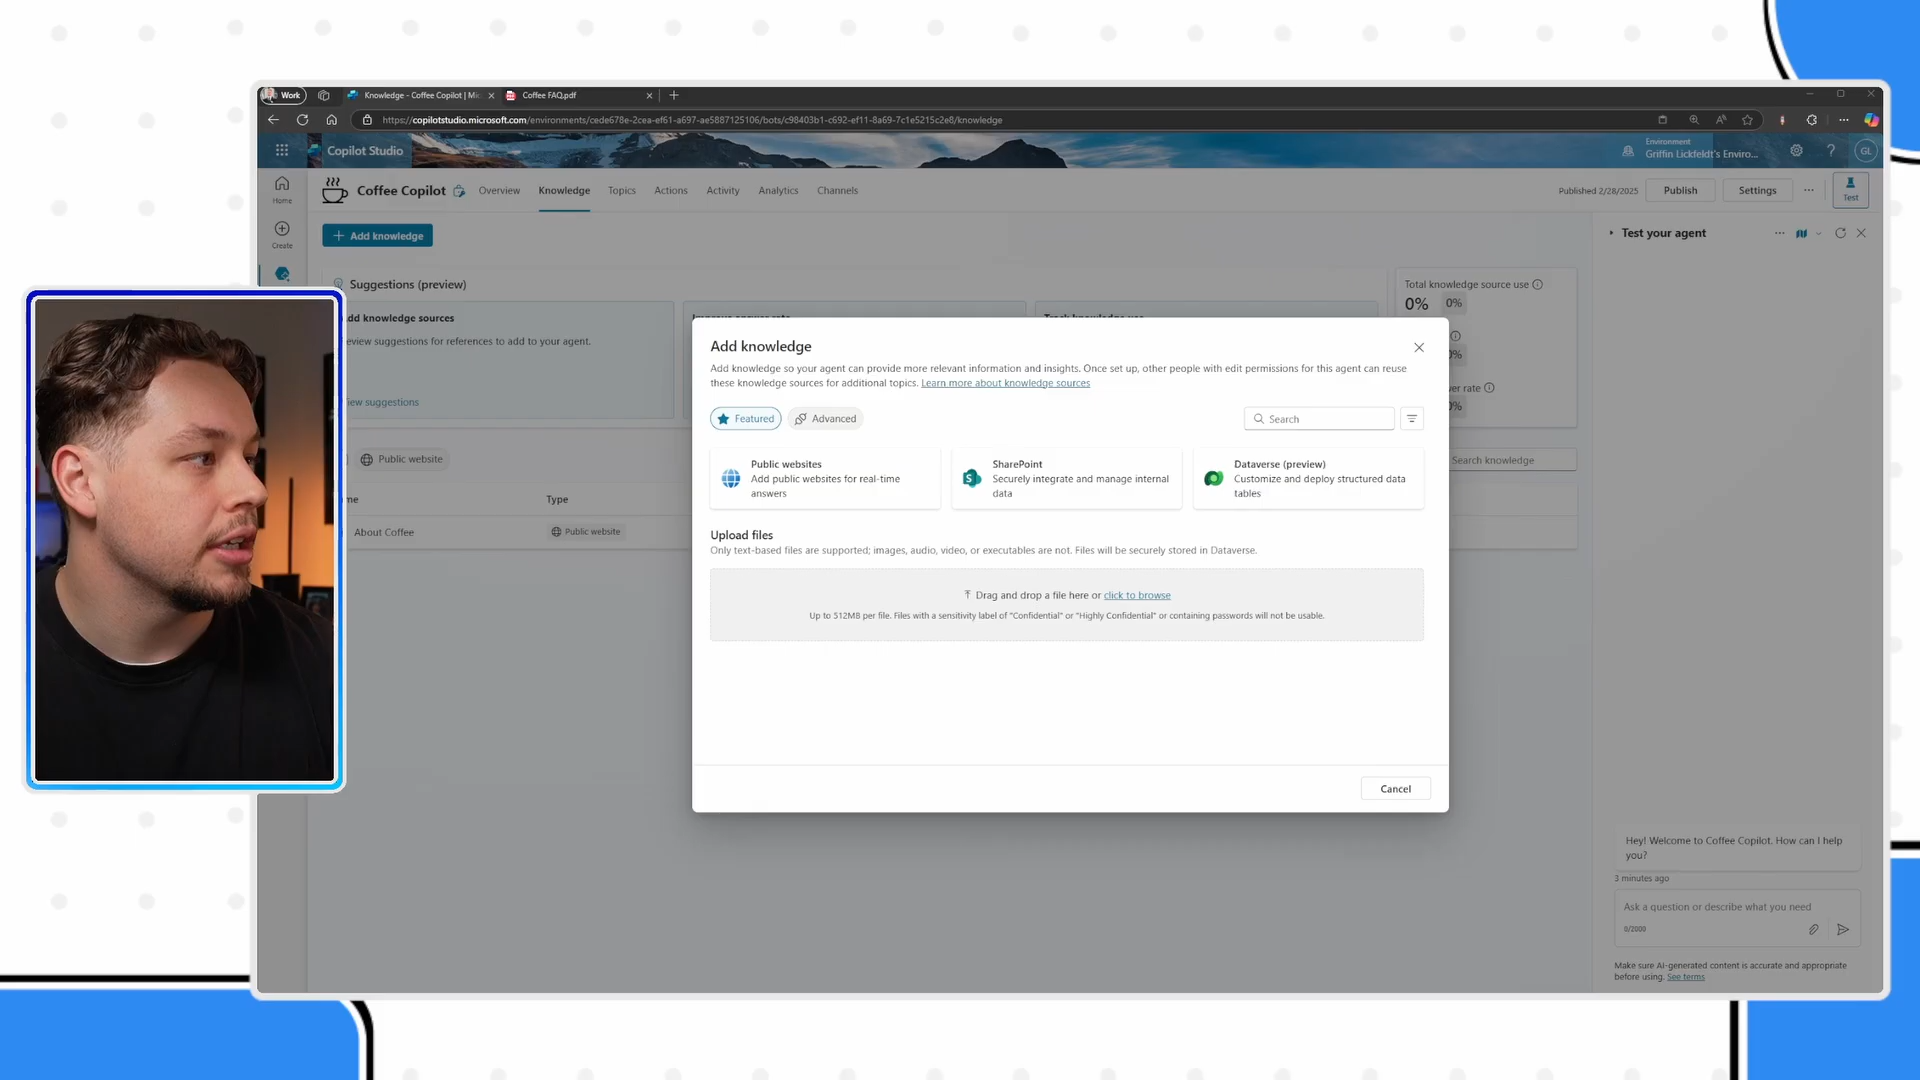 Work
Knowledge - Coffee Copilot | Mi
Coffee FAQ.pdf
https://copilotstudio.microsoft.com/environments/cede678e-2cea-ef61-a697-ae5887125106/bots/c98403b1-c692-ef11-8a69-7c1e5215c2e8/knowledge
Copilot Studio
Environment
Griffin Lickfeldt's Enviro...
GL
Home
Create
Coffee Copilot
Overview
Knowledge
Topics
Actions
Activity
Analytics
Channels
Published 2/28/2025
Publish
Settings
Test
+ Add knowledge
Test your agent
Suggestions (preview)
dd knowledge sources
eview suggestions for references to add to your agent.
iew suggestions
Total knowledge source use
0% 0%
0%
wer rate
0%
Public website
Search knowledge
me
Type
About Coffee
Public website
Add knowledge
Add knowledge so your agent can provide more relevant information and insights. Once set up, other people with edit permissions for this agent can reuse
these knowledge sources for additional topics. Learn more about knowledge sources
Featured
Advanced
Search
Public websites
Add public websites for real-time
answers
SharePoint
Securely integrate and manage internal
data
Dataverse (preview)
Customize and deploy structured data
tables
Upload files
Only text-based files are supported; images, audio, video, or executables are not. Files will be securely stored in Dataverse.
Drag and drop a file here or click to browse
Up to 512MB per file. Files with a sensitivity label of "Confidential" or "Highly Confidential" or containing passwords will not be usable.
Cancel
Hey! Welcome to Coffee Copilot. How can I help
you?
3 minutes ago
Ask a question or describe what you need
0/2000
Make sure AI-generated content is accurate and appropriate
before using. See terms